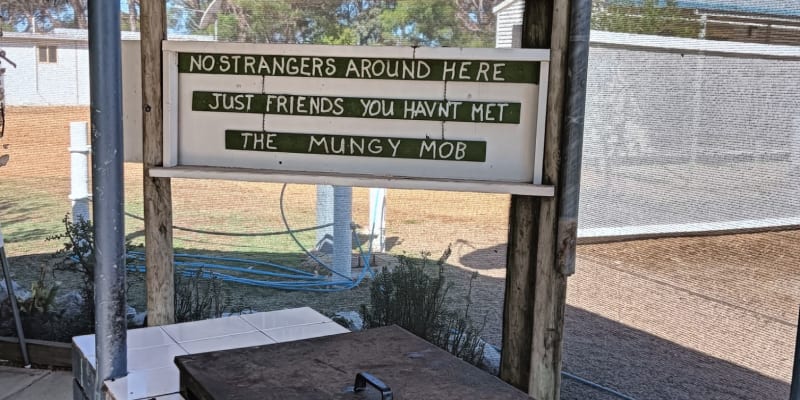 NO STRANGERS AROUND HERE
JUST FRIENDS YOU HAVNT MET
THE MUNGY MOB